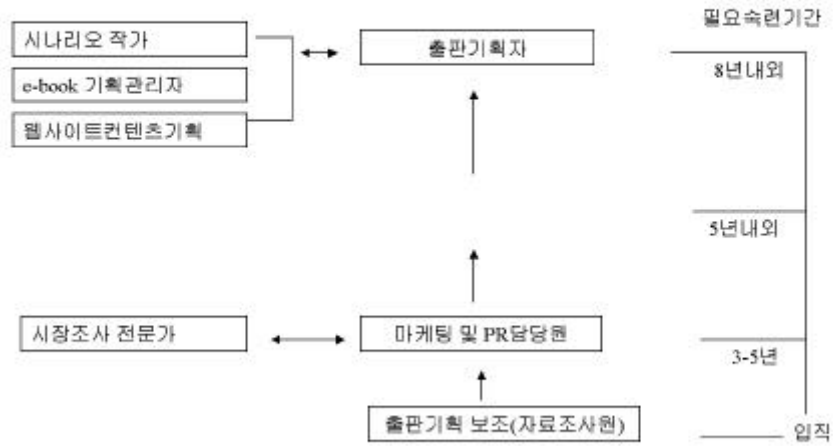 필요숙련기간
시나리오 작가
출판기획자
8년내외
e-book 기획관리자
웹사이트컨텐츠기획
5년내외
시장조사 전문가
마케팅 및 PR담당원
3-5년
출판기획 보조(자료조사원)
입직